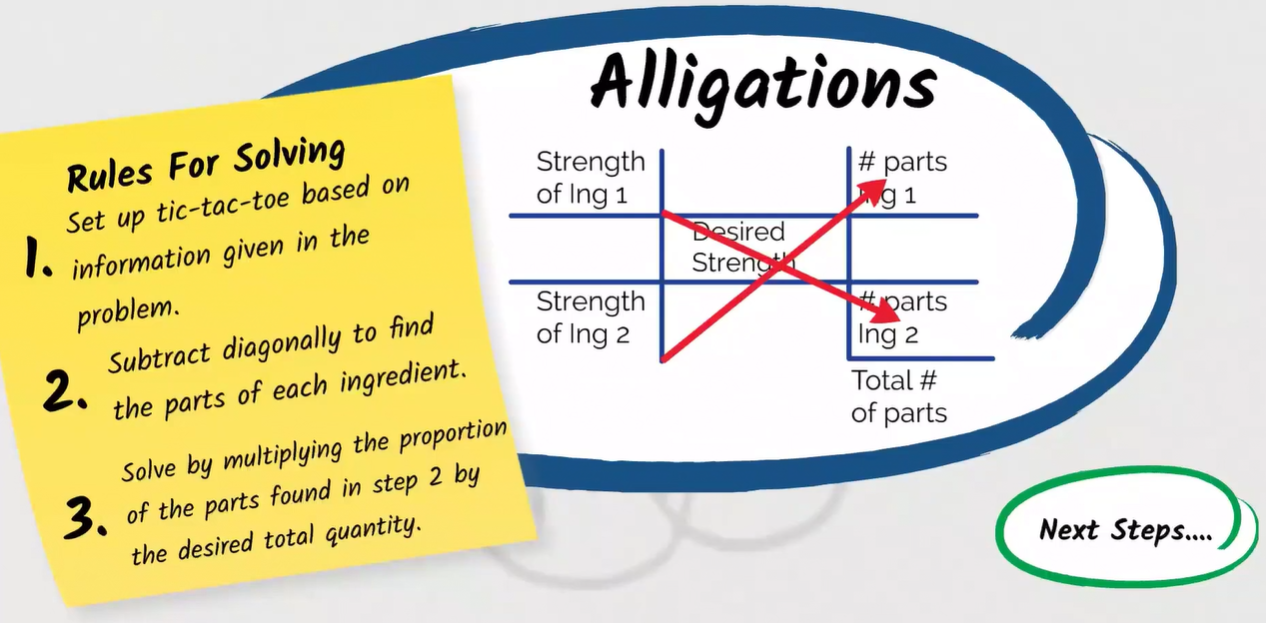 Alligations
Rules For Solving
1. Set up tic-tac-toe based on
information given in the
problem.
2. Subtract diagonally to find
the parts of each ingredient.
3. Solve by multiplying the proportion
of the parts found in step 2 by
the desired total quantity.
Strength
of Ing 1
# parts
Ing 1
Desired
Strength
Strength
of Ing 2
# parts
Ing 2
Total #
of parts
Next Steps....